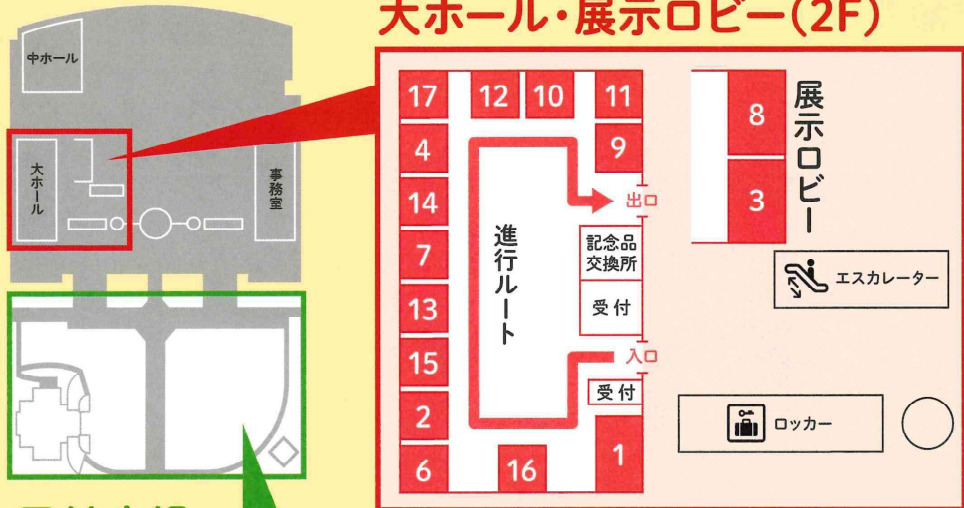 大ホール・展示ロビー(2F)
中ホール
大ホール
事務室
17
12
10
11
4
9
14
出口
7
記念品
交換所
13
受付
15
入口
2
受付
6
16
1
進行ルート
8
3
展示ロビー
エスカレーター
ロッカー